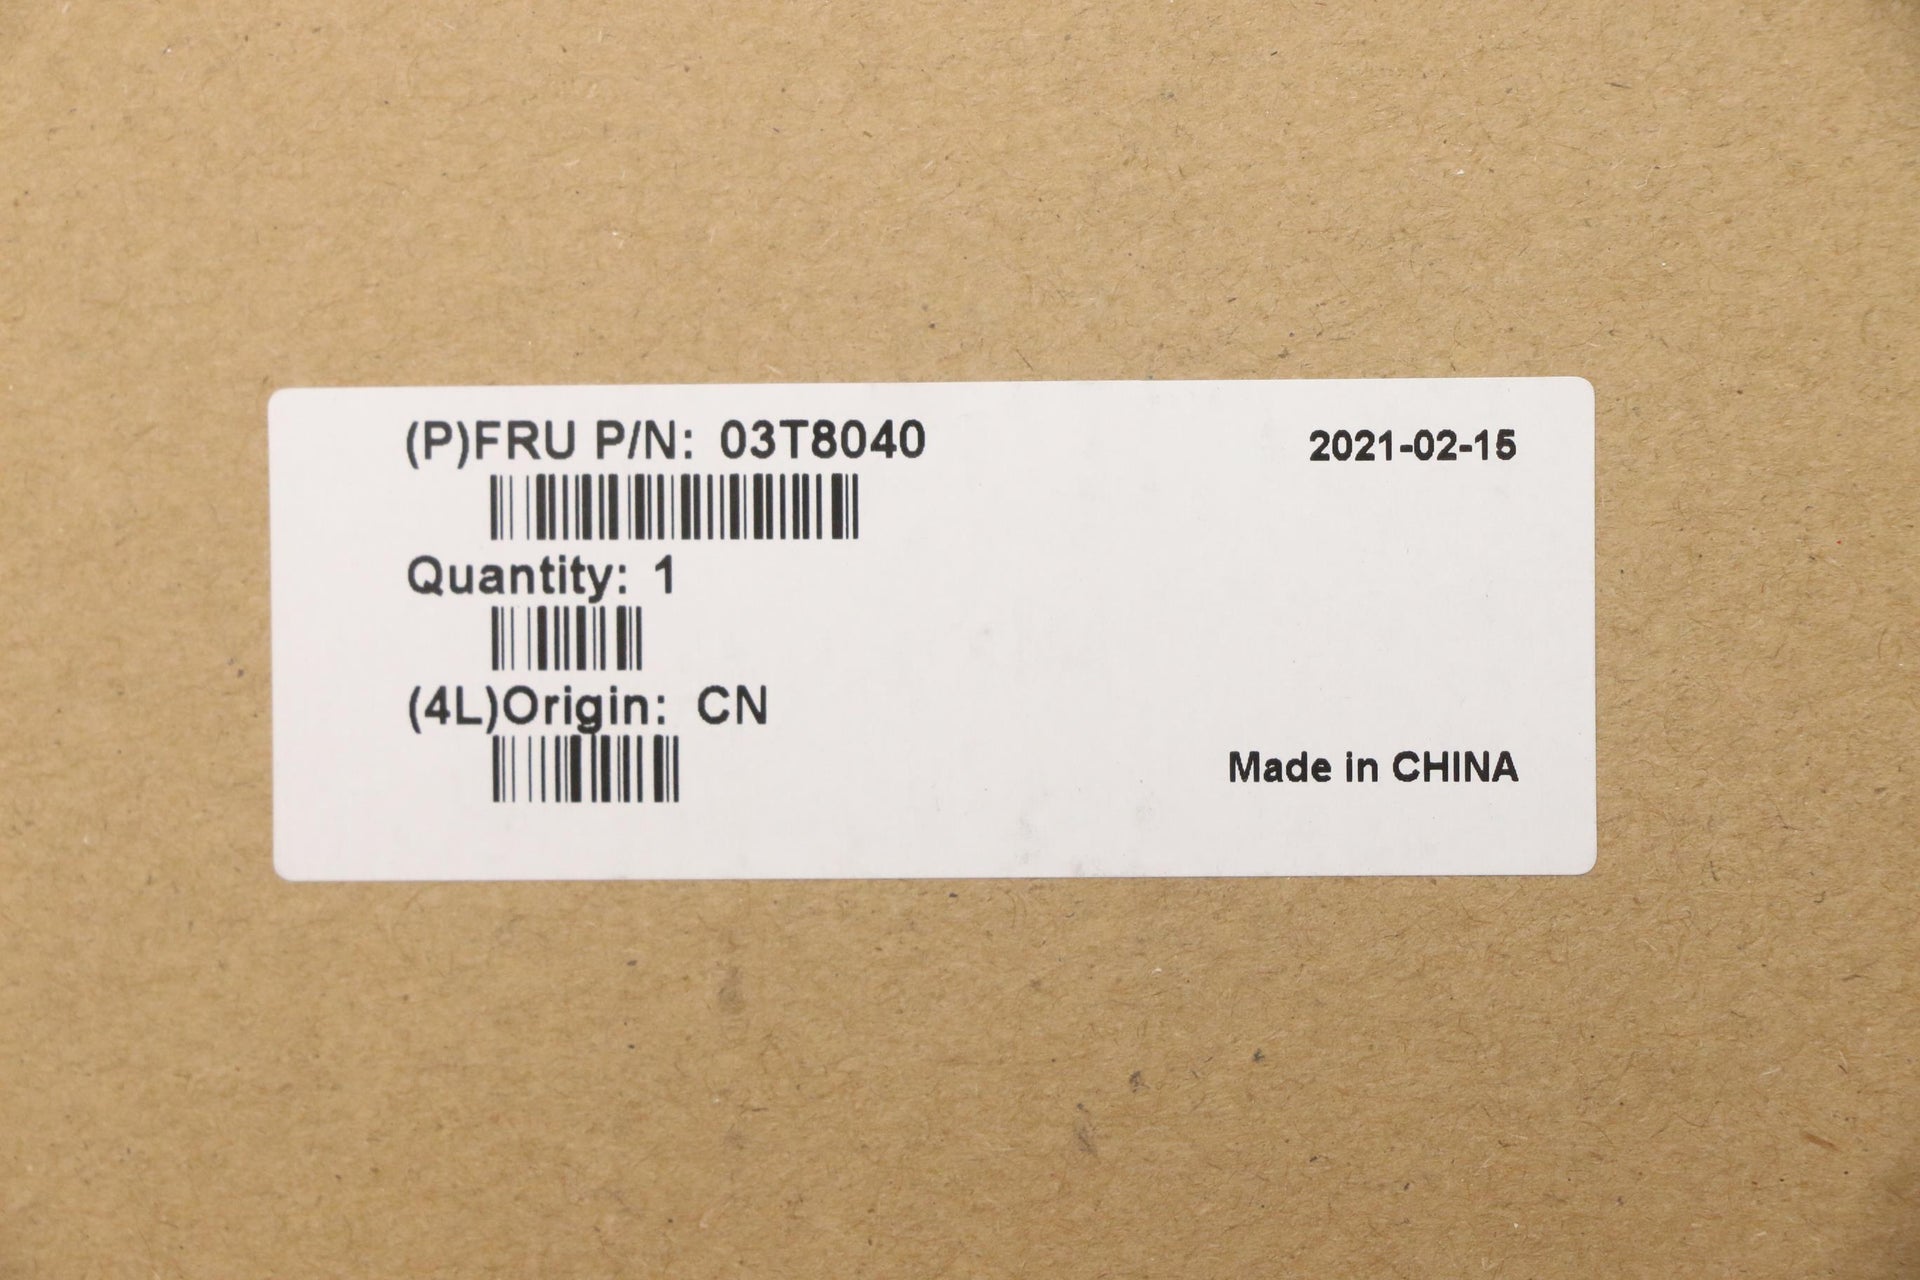 (P)FRU P/N: 03T8040
2021-02-15
Quantity: 1
(4L)Origin: CN
Made in CHINA